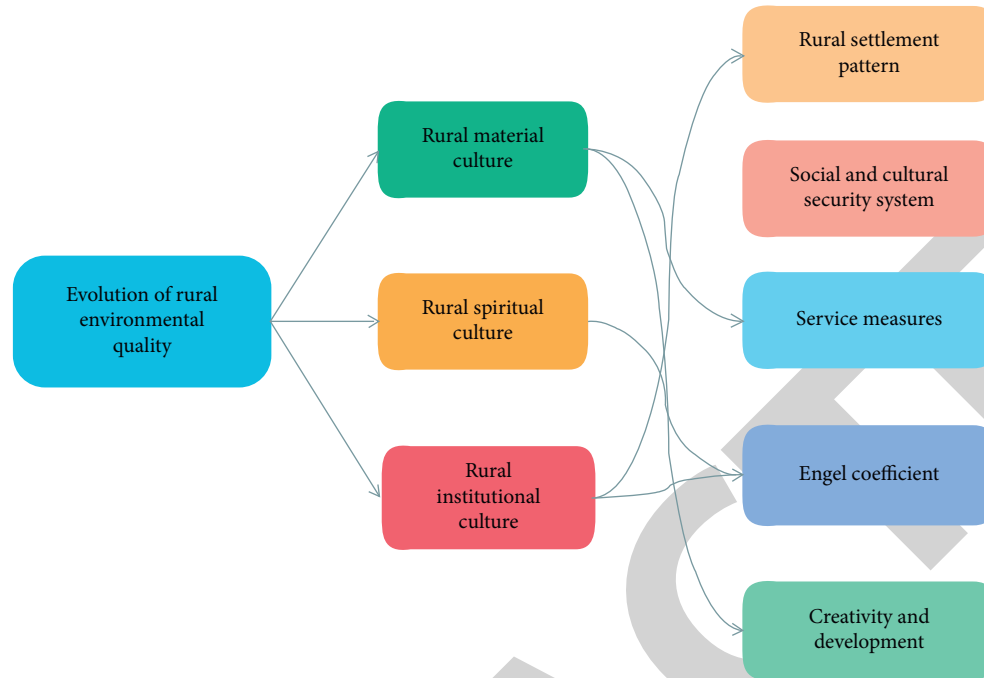 Evolution of rural
environmental
quality
Rural material
culture
Rural spiritual
culture
Rural
institutional
culture
Rural settlement
pattern
Social and cultural
security system
Service measures
Engel coefficient
Creativity and
development